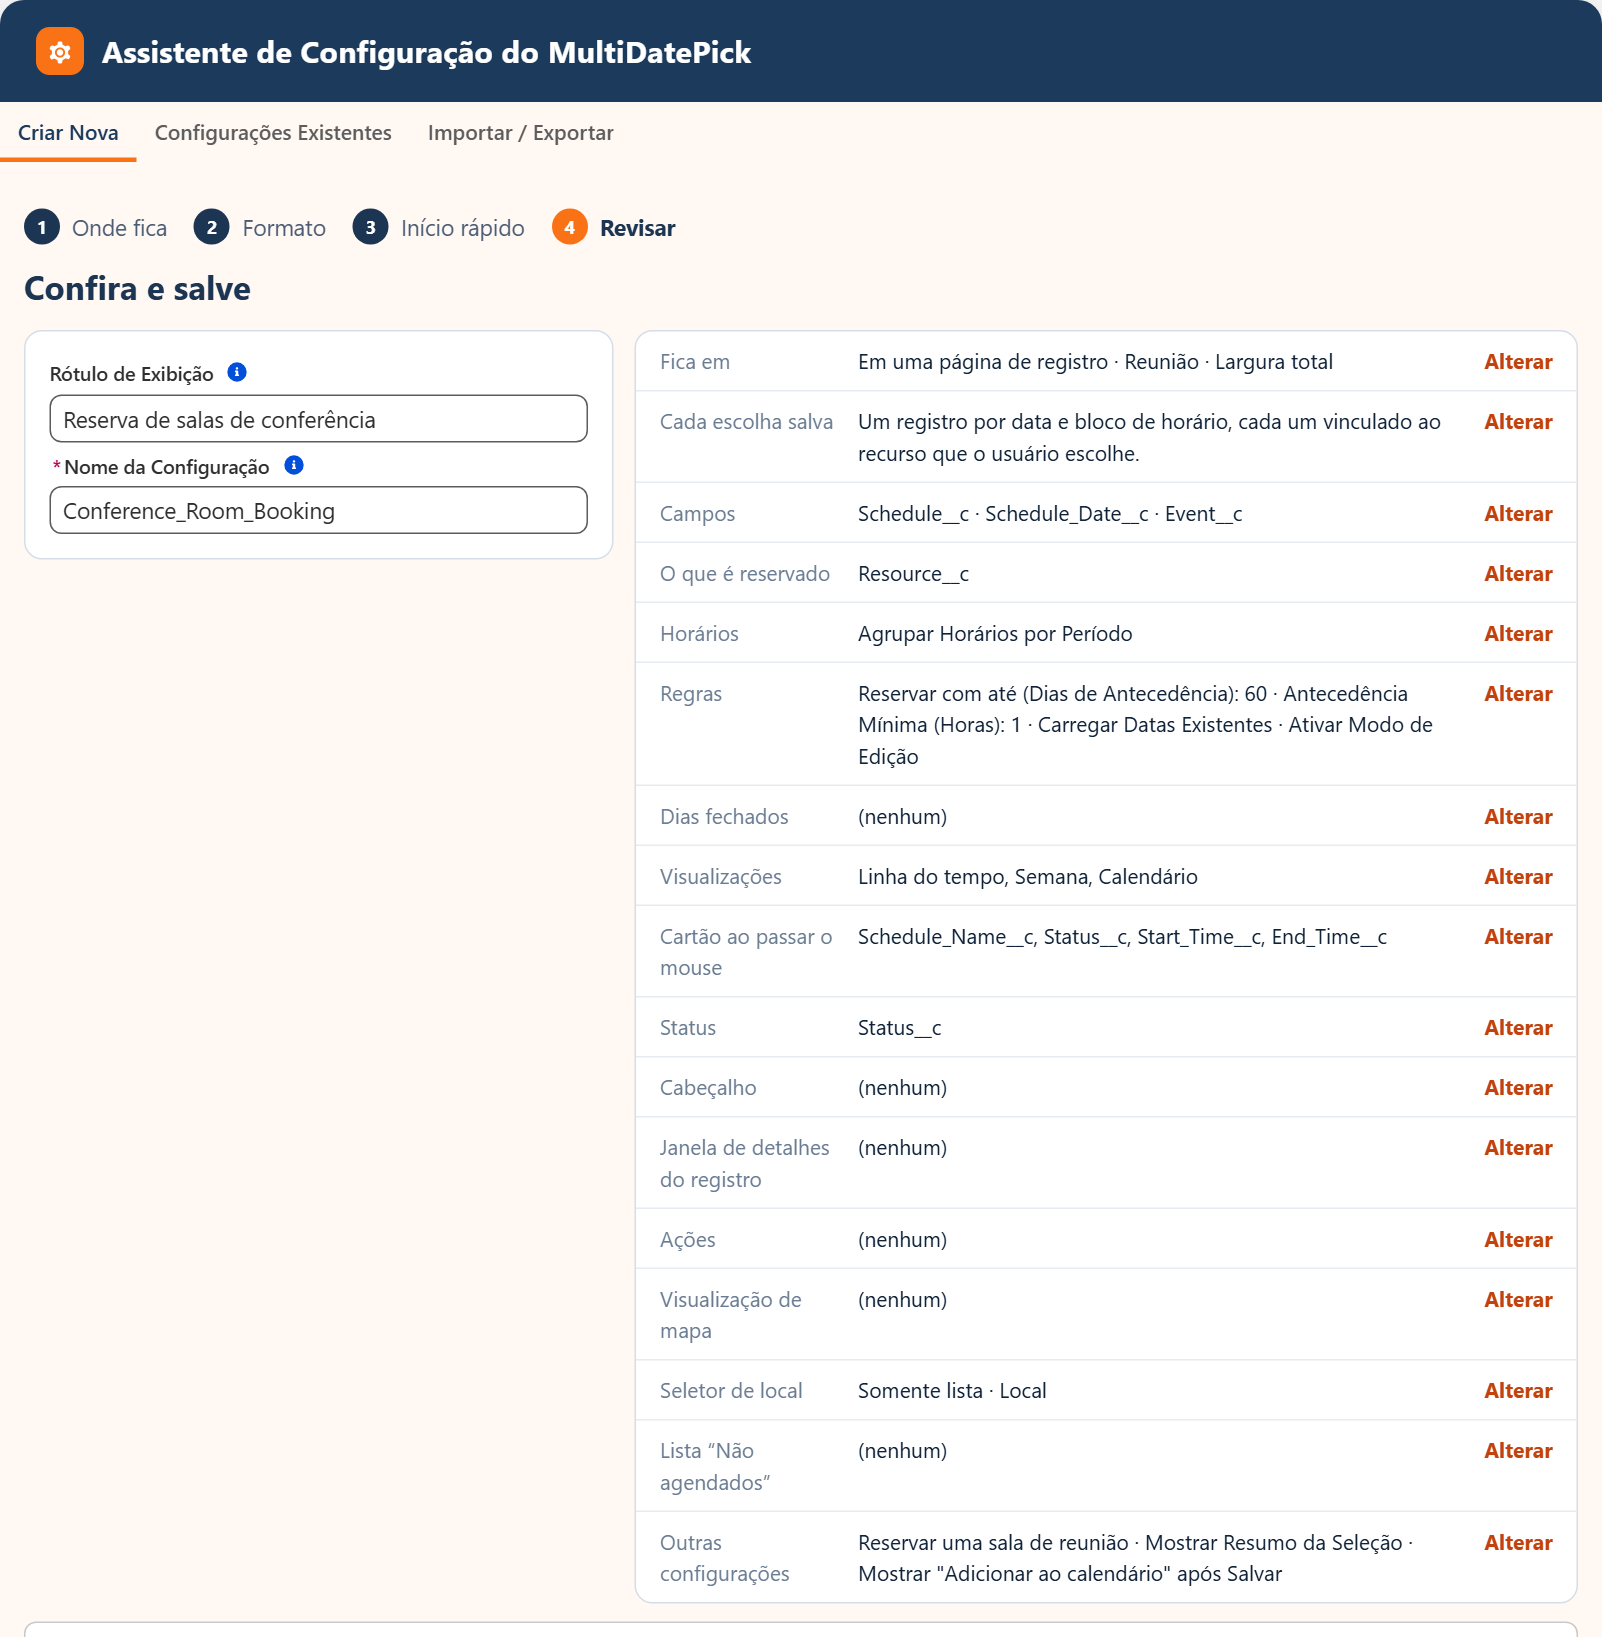 Assistente de Configuração do MultiDatePick
Criar Nova
Configurações Existentes
Importar / Exportar
1 Onde fica
2 Formato
3 Início rápido
4 Revisar
Confira e salve
Rótulo de Exibição
Reserva de salas de conferência
* Nome da Configuração
Conference_Room_Booking
Fica em
Em uma página de registro · Reunião · Largura total
Alterar
Cada escolha salva
Um registro por data e bloco de horário, cada um vinculado ao
recurso que o usuário escolhe.
Alterar
Campos
Schedule__c · Schedule_Date__c · Event__c
Alterar
O que é reservado
Resource__c
Alterar
Horários
Agrupar Horários por Período
Alterar
Regras
Reservar com até (Dias de Antecedência): 60 · Antecedência
Mínima (Horas): 1 · Carregar Datas Existentes · Ativar Modo de
Edição
Alterar
Dias fechados
(nenhum)
Alterar
Visualizações
Linha do tempo, Semana, Calendário
Alterar
Cartão ao passar o
mouse
Schedule_Name__c, Status__c, Start_Time__c, End_Time__c
Alterar
Status
Status__c
Alterar
Cabeçalho
(nenhum)
Alterar
Janela de detalhes
do registro
(nenhum)
Alterar
Ações
(nenhum)
Alterar
Visualização de
mapa
(nenhum)
Alterar
Seletor de local
Somente lista · Local
Alterar
Lista “Não
agendados”
(nenhum)
Alterar
Outras
configurações
Reservar uma sala de reunião · Mostrar Resumo da Seleção ·
Mostrar "Adicionar ao calendário" após Salvar
Alterar